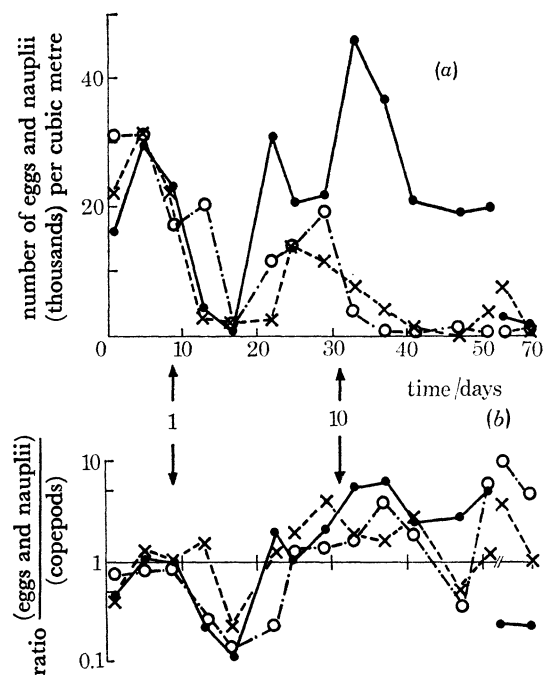 number of eggs and nauplii
(thousands) per cubic metre
40
20
(a)
0
10
20
30
40
50
70
time/days
1
10
(b)
ratio (eggs and nauplii)
(copepods)
10
1
0.1